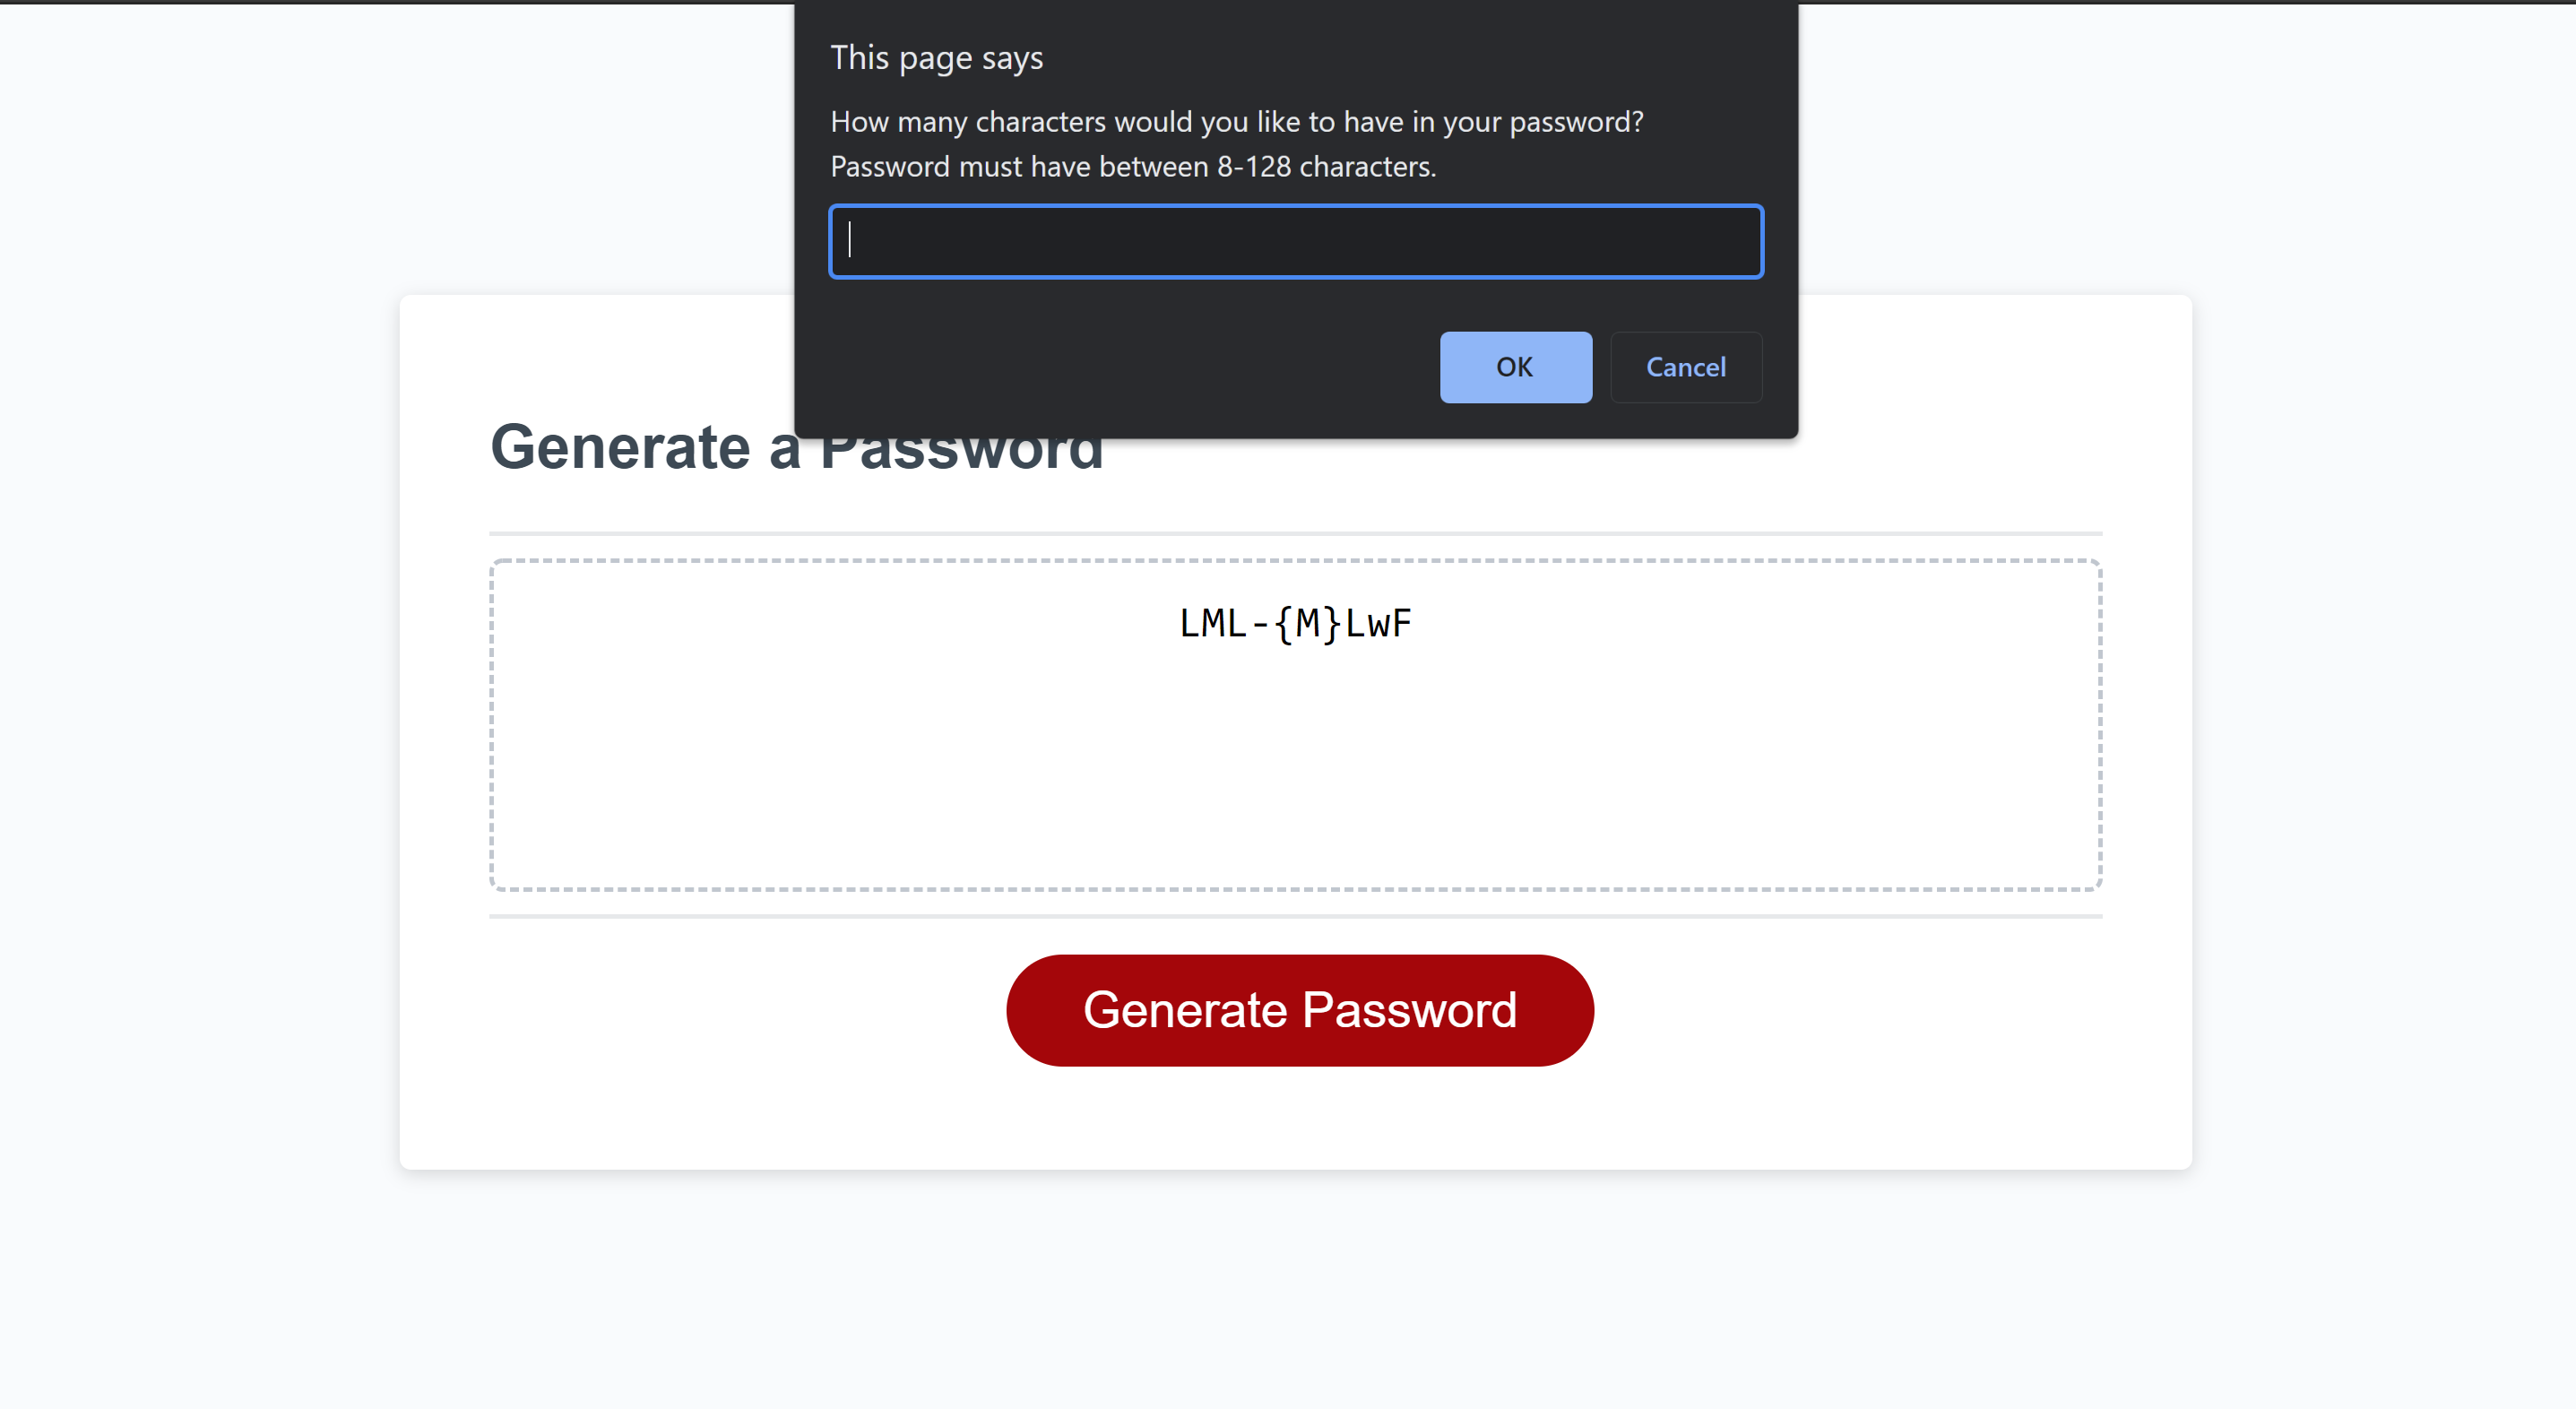 This page says
How many characters would you like to have in your password?
Password must have between 8-128 characters.
OK
Cancel
Generate a Password
LML-{M}LwF
Generate Password